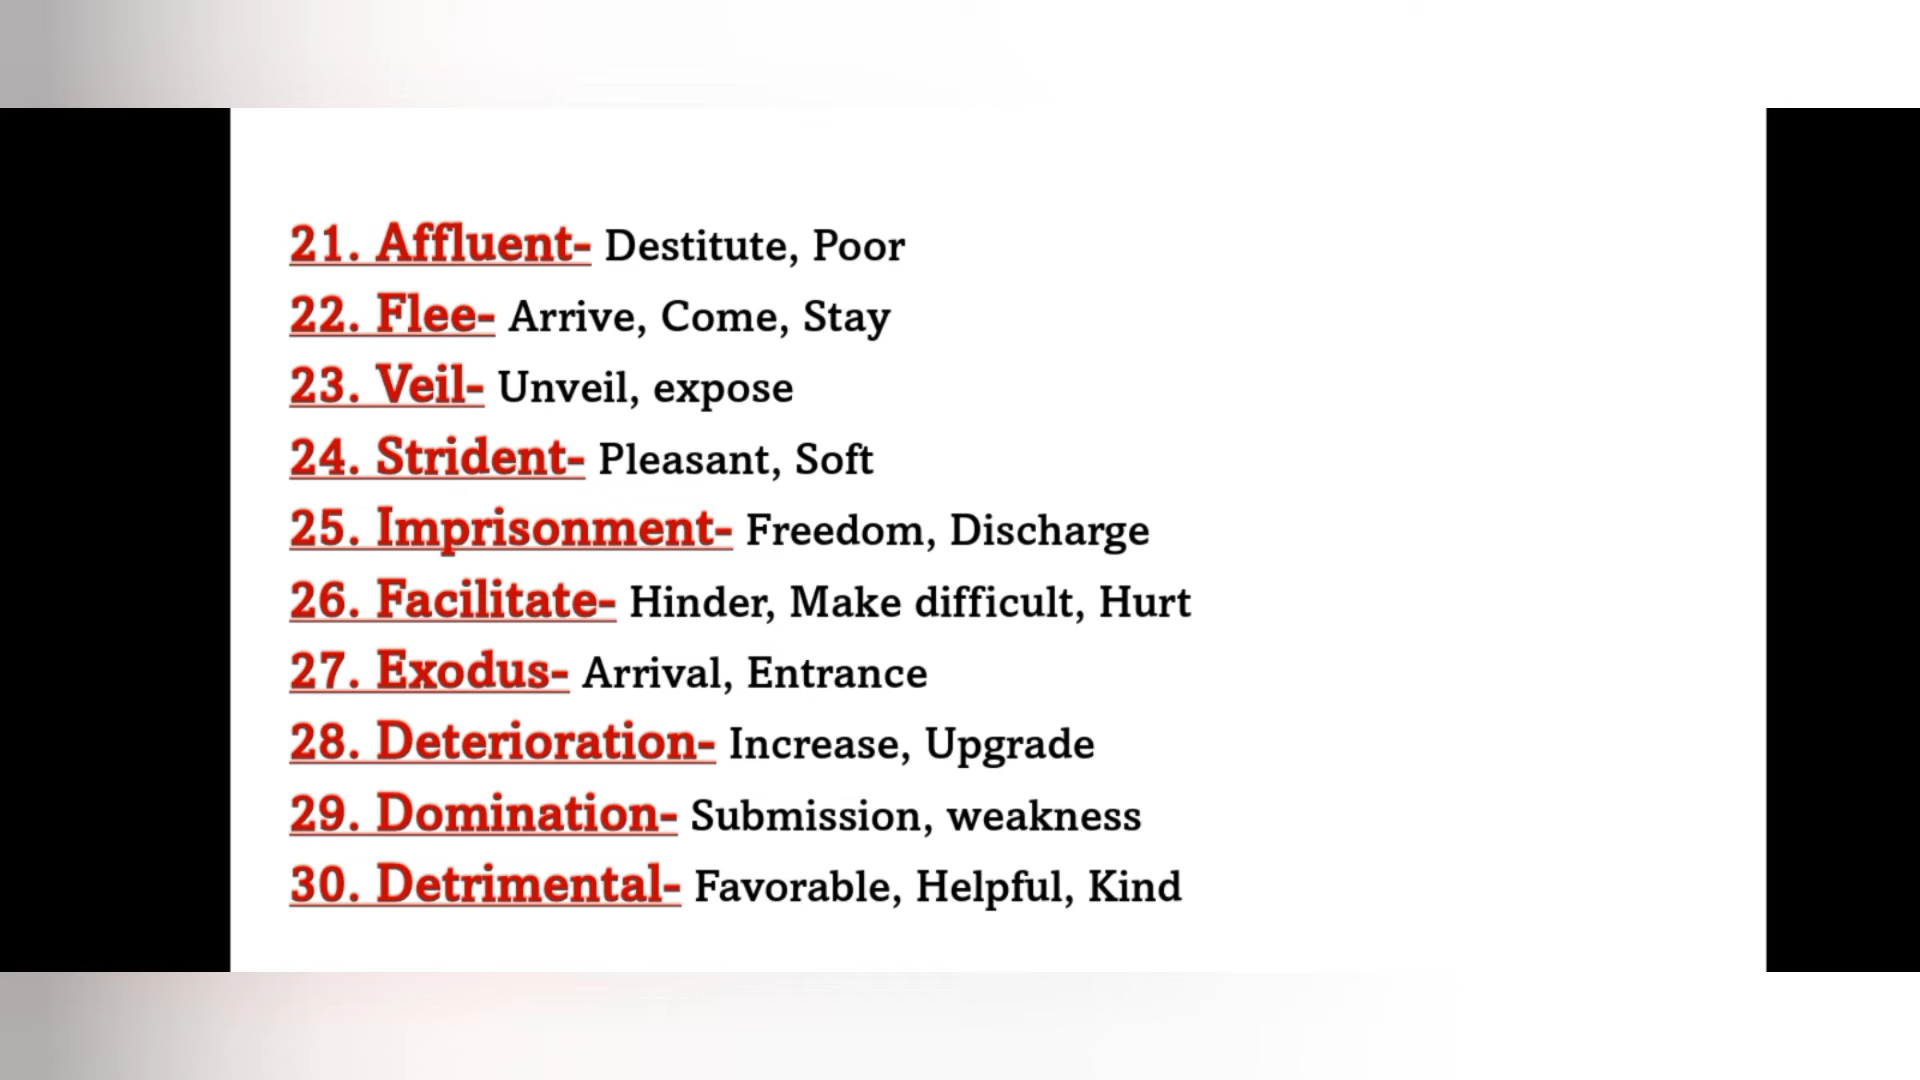 21. Affluent- Destitute, Poor
22. Flee- Arrive, Come, Stay
23. Veil- Unveil, expose
24. Strident- Pleasant, Soft
25. Imprisonment- Freedom, Discharge
26. Facilitate- Hinder, Make difficult, Hurt
27. Exodus- Arrival, Entrance
28. Deterioration- Increase, Upgrade
29. Domination- Submission, weakness
30. Detrimental- Favorable, Helpful, Kind